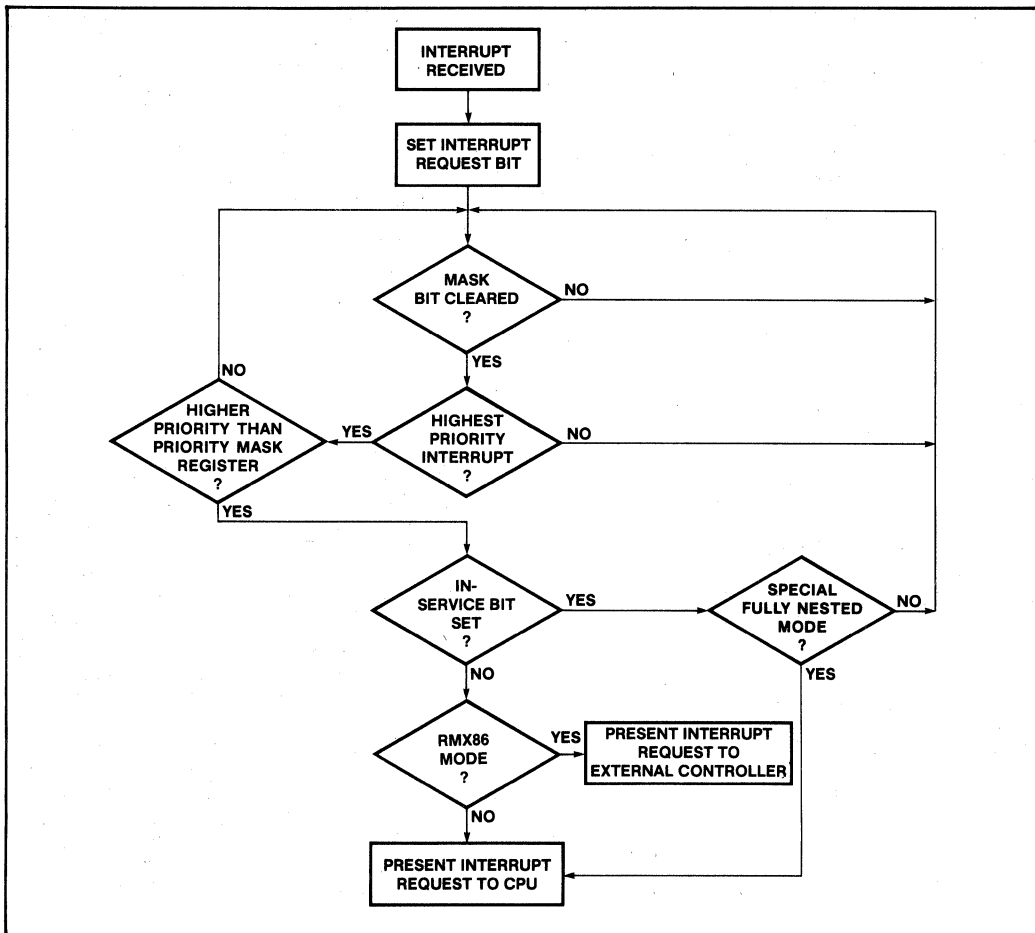 INTERRUPT
RECEIVED
SET INTERRUPT
REQUEST BIT
MASK
BIT CLEARED
?
NO
YES
NO
HIGHER
PRIORITY THAN
PRIORITY MASK
REGISTER
?
YES
HIGHEST
PRIORITY
INTERRUPT
?
NO
YES
IN-
SERVICE BIT
SET
?
YES
SPECIAL
FULLY NESTED
MODE
?
NO
NO
YES
RMX86
MODE
?
YES
PRESENT INTERRUPT
REQUEST TO
EXTERNAL CONTROLLER
NO
PRESENT INTERRUPT
REQUEST TO CPU